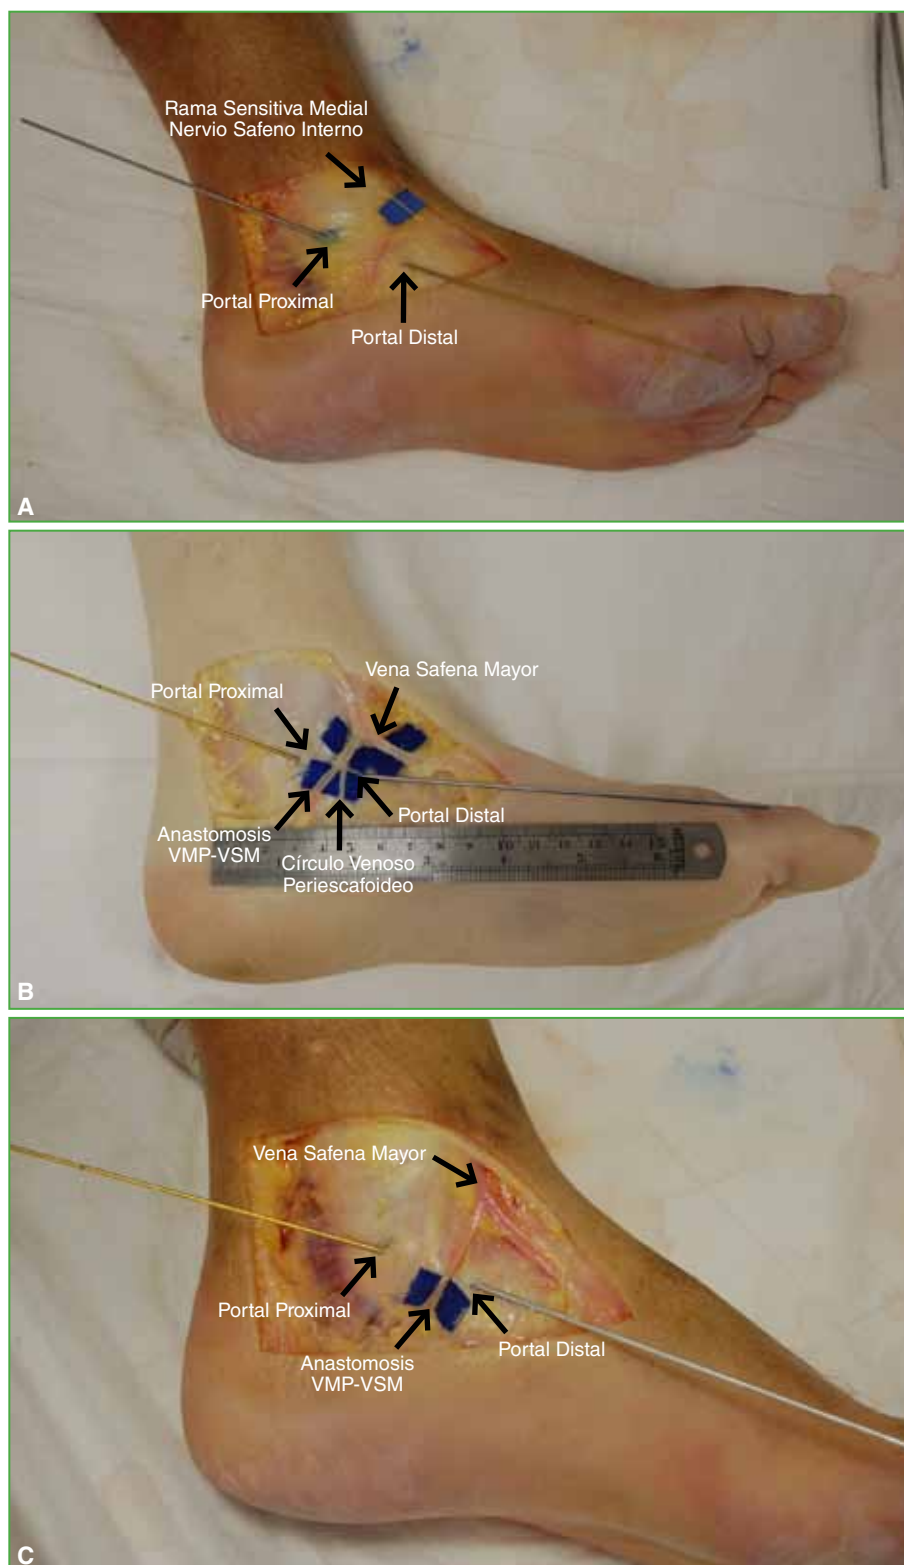 Rama Sensitiva Medial
Nervio Safeno Interno
Portal Proximal
Portal Distal
A
Vena Safena Mayor
Portal Proximal
Portal Distal
Anastomosis
VMP-VSM
Círculo Venoso
Periescafoideo
B
Vena Safena Mayor
Portal Proximal
Portal Distal
Anastomosis
VMP-VSM
C